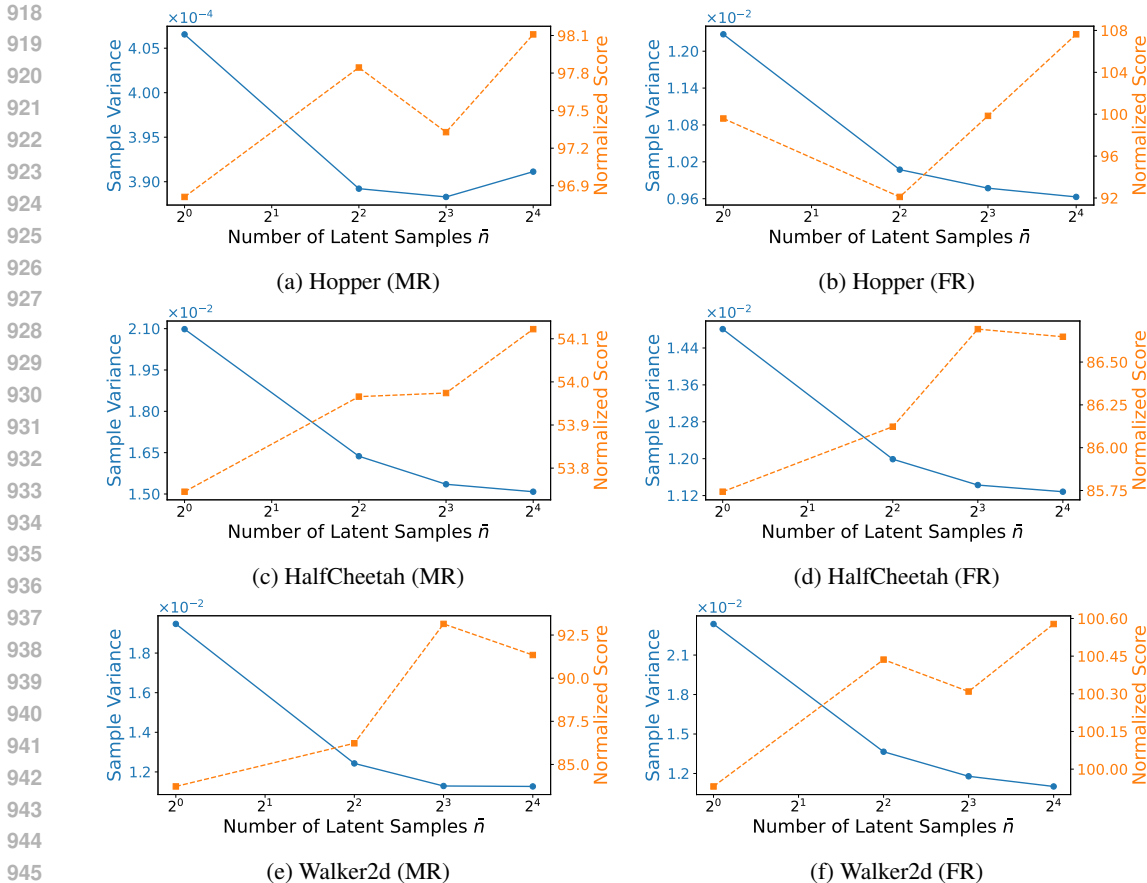 918
919
920
921
922
923
924
925
926
927
928
929
930
931
932
933
934
935
936
937
938
939
940
941
942
943
944
945
×10⁻⁴
4.05
4.00
3.95
3.90
Sample Variance
98.1
97.8
97.5
97.2
96.9
Normalized Score
2⁰ 2¹ 2² 2³ 2⁴
Number of Latent Samples n̄
(a) Hopper (MR)
×10⁻²
1.20
1.14
1.08
1.02
0.96
Sample Variance
108
104
100
96
92
Normalized Score
2⁰ 2¹ 2² 2³ 2⁴
Number of Latent Samples n̄
(b) Hopper (FR)
×10⁻²
2.10
1.95
1.80
1.65
1.50
Sample Variance
54.1
54.0
53.9
53.8
Normalized Score
2⁰ 2¹ 2² 2³ 2⁴
Number of Latent Samples n̄
(c) HalfCheetah (MR)
×10⁻²
1.44
1.36
1.28
1.20
1.12
Sample Variance
86.50
86.25
86.00
85.75
Normalized Score
2⁰ 2¹ 2² 2³ 2⁴
Number of Latent Samples n̄
(d) HalfCheetah (FR)
×10⁻²
1.8
1.6
1.4
1.2
Sample Variance
92.5
90.0
87.5
85.0
Normalized Score
2⁰ 2¹ 2² 2³ 2⁴
Number of Latent Samples n̄
(e) Walker2d (MR)
×10⁻²
2.1
1.8
1.5
1.2
Sample Variance
100.60
100.45
100.30
100.15
100.00
Normalized Score
2⁰ 2¹ 2² 2³ 2⁴
Number of Latent Samples n̄
(f) Walker2d (FR)